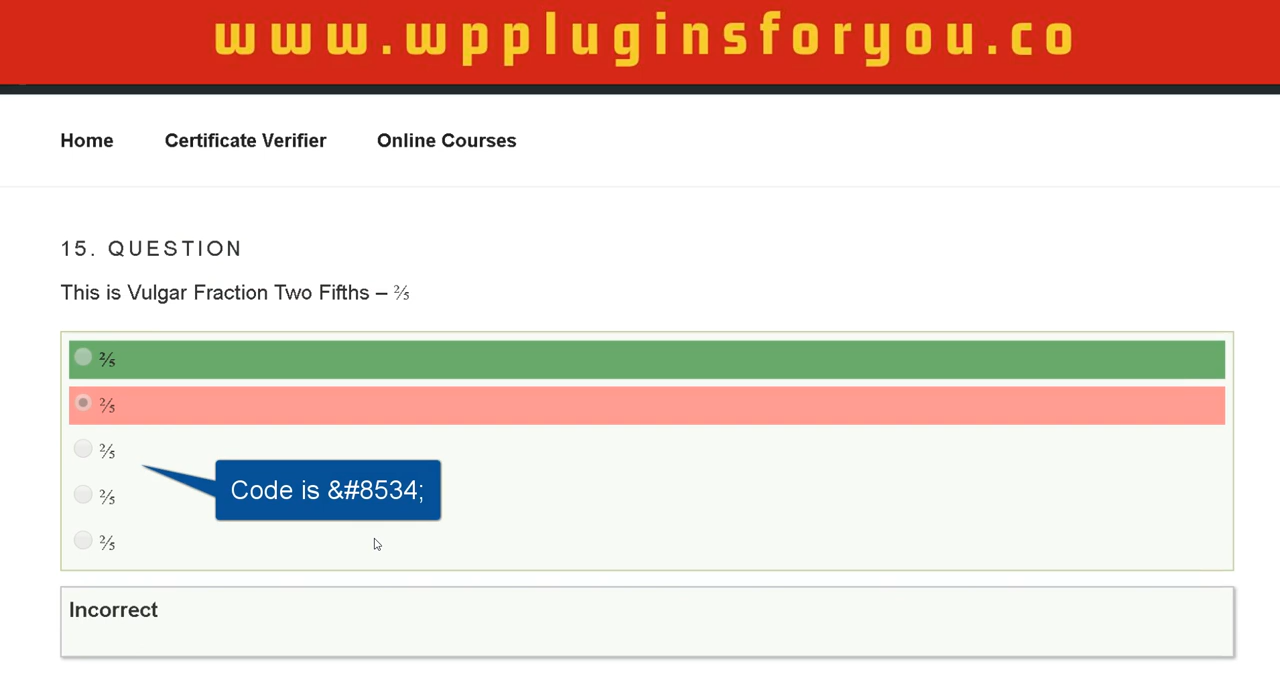 www.wppluginsforyou.co
Home Certificate Verifier Online Courses
15. QUESTION
This is Vulgar Fraction Two Fifths – ⅖
⅖
⅖
⅖
Code is &#8534;
⅖
⅖
Incorrect